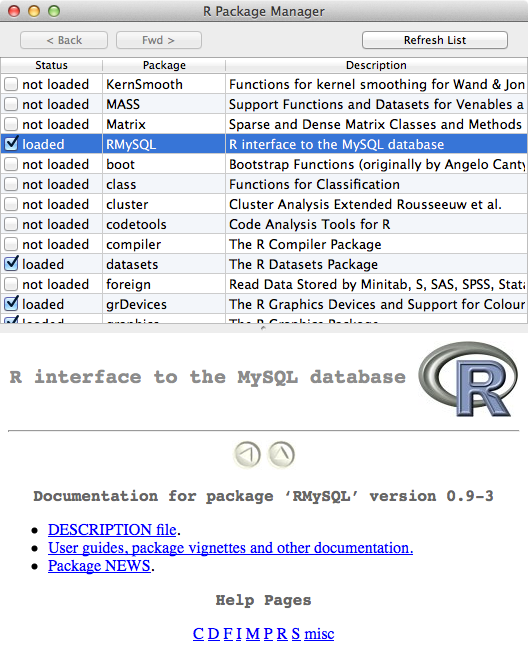 R Package Manager
< Back Fwd > Refresh List
Status Package Description
not loaded KernSmooth Functions for kernel smoothing for Wand & Jon
not loaded MASS Support Functions and Datasets for Venables a
not loaded Matrix Sparse and Dense Matrix Classes and Methods
loaded RMySQL R interface to the MySQL database
not loaded boot Bootstrap Functions (originally by Angelo Canty
not loaded class Functions for Classification
not loaded cluster Cluster Analysis Extended Rousseeuw et al.
not loaded codetools Code Analysis Tools for R
not loaded compiler The R Compiler Package
loaded datasets The R Datasets Package
not loaded foreign Read Data Stored by Minitab, S, SAS, SPSS, Stata
loaded grDevices The R Graphics Devices and Support for Colour
loaded graphics The R Graphics Package
R interface to the MySQL database R
Documentation for package ‘RMySQL’ version 0.9-3
• DESCRIPTION file.
• User guides, package vignettes and other documentation.
• Package NEWS.
Help Pages
C D F I M P R S misc